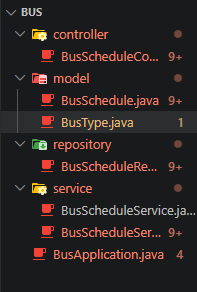 BUS
controller
BusScheduleCo... 9+
model
BusSchedule.java 9+
BusType.java 1
repository
BusScheduleRe... 9+
service
BusScheduleService.ja...
BusScheduleSer... 9+
BusApplication.java 4